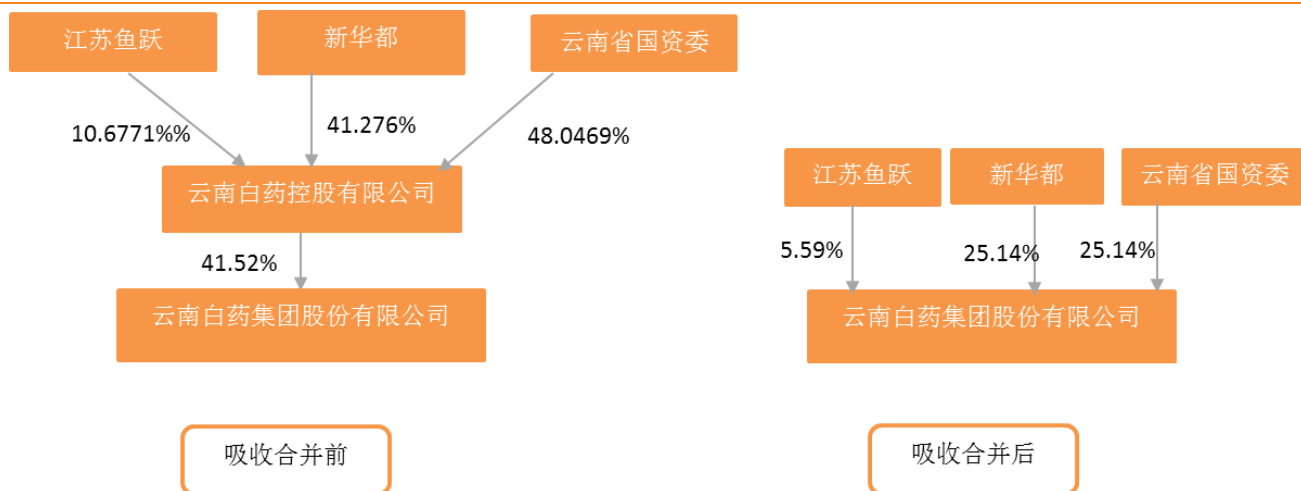 江苏鱼跃
新华都
云南省国资委
10.6771%%
41.276%
48.0469%
云南白药控股有限公司
41.52%
云南白药集团股份有限公司
吸收合并前
江苏鱼跃
新华都
云南省国资委
5.59%
25.14%
25.14%
云南白药集团股份有限公司
吸收合并后